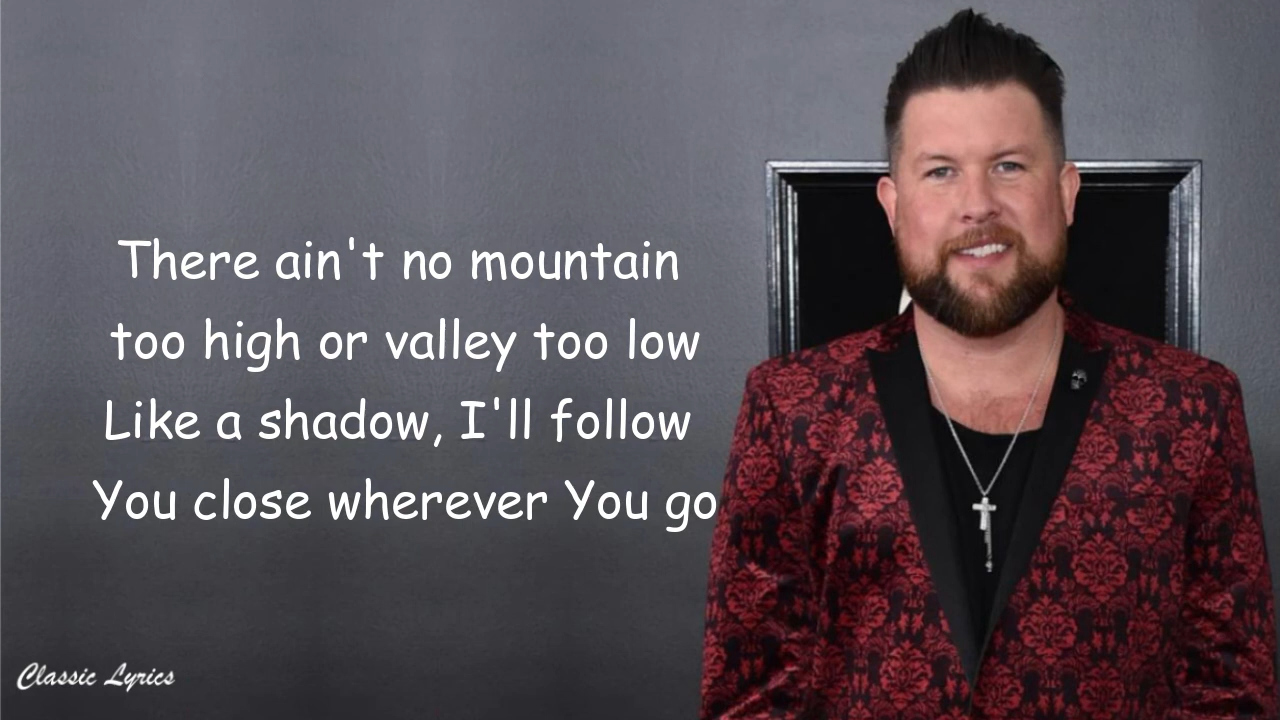 There ain't no mountain
too high or valley too low
Like a shadow, I'll follow
You close wherever You go
Classic Lyrics